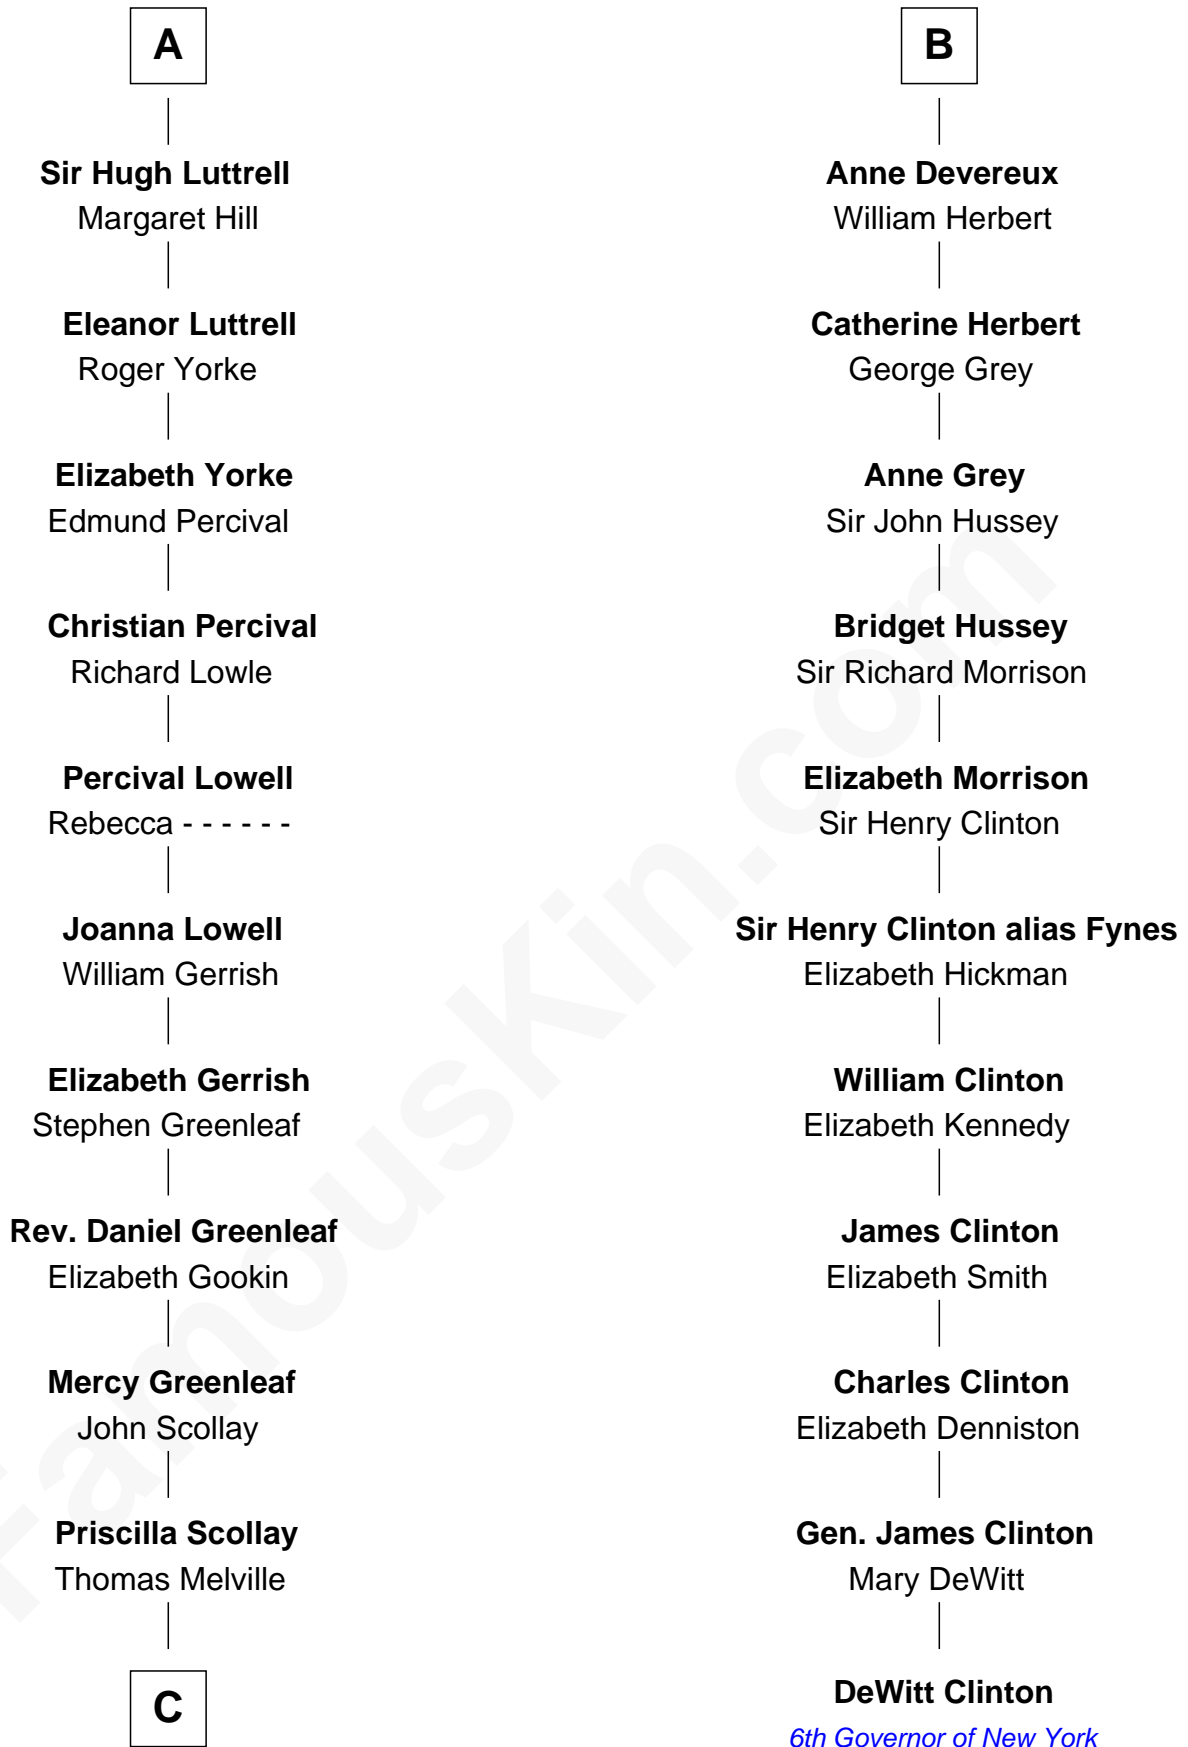 A
Sir Hugh Luttrell
Margaret Hill
Eleanor Luttrell
Roger Yorke
Elizabeth Yorke
Edmund Percival
Christian Percival
Richard Lowle
Percival Lowell
Rebecca - - - - - -
Joanna Lowell
William Gerrish
Elizabeth Gerrish
Stephen Greenleaf
Rev. Daniel Greenleaf
Elizabeth Gookin
Mercy Greenleaf
John Scollay
Priscilla Scollay
Thomas Melville
C
B
Anne Devereux
William Herbert
Catherine Herbert
George Grey
Anne Grey
Sir John Hussey
Bridget Hussey
Sir Richard Morrison
Elizabeth Morrison
Sir Henry Clinton
Sir Henry Clinton alias Fynes
Elizabeth Hickman
William Clinton
Elizabeth Kennedy
James Clinton
Elizabeth Smith
Charles Clinton
Elizabeth Denniston
Gen. James Clinton
Mary DeWitt
DeWitt Clinton
6th Governor of New York
FamousKin.com